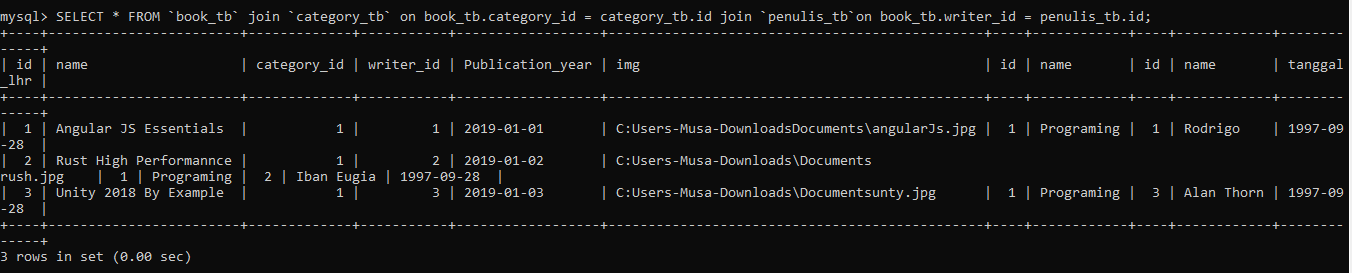 mysql> SELECT * FROM `book_tb` join `category_tb` on book_tb.category_id = category_tb.id join `penulis_tb`on book_tb.writer_id = penulis_tb.id;
+----+------------------------+-------------+-----------+------------------+-----------------------------------------------+----+------------+----+------------+--------
-----+
| id | name                   | category_id | writer_id | Publication_year | img                                           | id | name       | id | name       | tanggal
_lhr |
+----+------------------------+-------------+-----------+------------------+-----------------------------------------------+----+------------+----+------------+--------
-----+
|  1 | Angular JS Essentials  |           1 |         1 | 2019-01-01       | C:Users-Musa-DownloadsDocuments\angularJs.jpg |  1 | Programing |  1 | Rodrigo    | 1997-09
-28  |
|  2 | Rust High Performannce |           1 |         2 | 2019-01-02       | C:Users-Musa-Downloads\Documents
rush.jpg    |  1 | Programing |  2 | Iban Eugia | 1997-09-28  |
|  3 | Unity 2018 By Example  |           1 |         3 | 2019-01-03       | C:Users-Musa-Downloads\Documentsunty.jpg      |  1 | Programing |  3 | Alan Thorn | 1997-09
-28  |
+----+------------------------+-------------+-----------+------------------+-----------------------------------------------+----+------------+----+------------+--------
-----+
3 rows in set (0.00 sec)